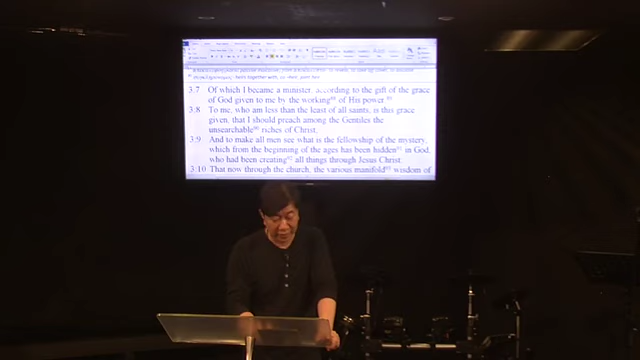 3.7 Of which I became a minister, according to the gift of the grace
of God given to me by the working of His power.
3:8 To me, who am less than the least of all saints, is this grace
given, that I should preach among the Gentiles the
unsearchable riches of Christ.
3:9 And to make all men see what is the fellowship of the mystery,
which from the beginning of the ages has been hidden in God,
who had been creating all things through Jesus Christ.
3:10 That now through the church, the various manifold wisdom of